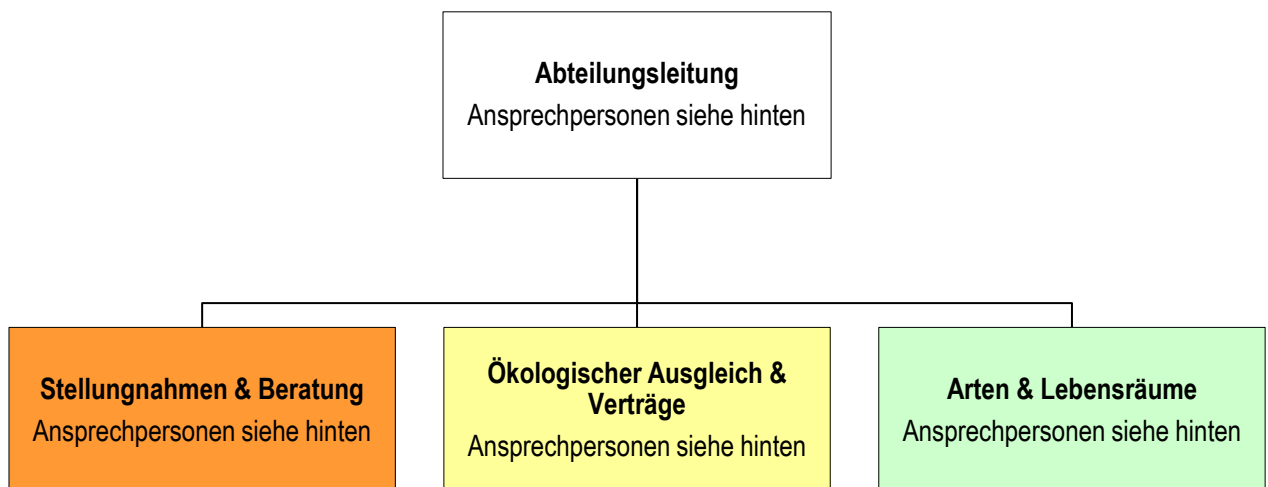 Abteilungsleitung
Ansprechpersonen siehe hinten
Stellungnahmen & Beratung
Ansprechpersonen siehe hinten
Ökologischer Ausgleich &
Verträge
Ansprechpersonen siehe hinten
Arten & Lebensräume
Ansprechpersonen siehe hinten